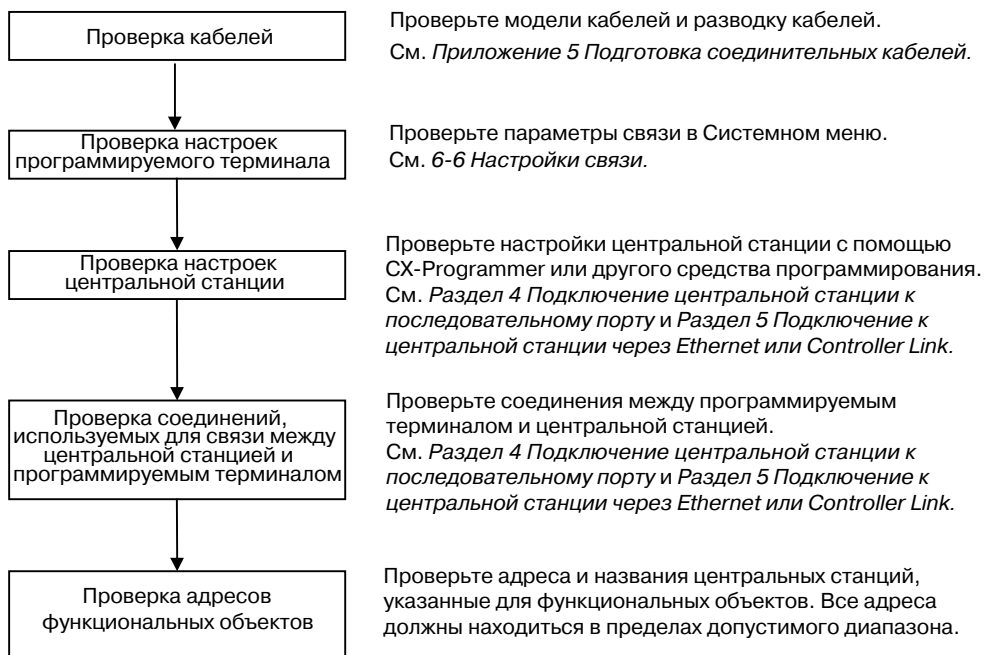 Проверка кабелей
Проверьте модели кабелей и разводку кабелей.
См. Приложение 5 Подготовка соединительных кабелей.
Проверка настроек
программируемого терминала
Проверьте параметры связи в Системном меню.
См. 6-6 Настройки связи.
Проверка настроек
центральной станции
Проверьте настройки центральной станции с помощью
CX-Programmer или другого средства программирования.
См. Раздел 4 Подключение центральной станции к
последовательному порту и Раздел 5 Подключение к
центральной станции через Ethernet или Controller Link.
Проверка соединений,
используемых для связи между
центральной станцией и
программируемым терминалом
Проверьте соединения между программируемым
терминалом и центральной станцией.
См. Раздел 4 Подключение центральной станции к
последовательному порту и Раздел 5 Подключение к
центральной станции через Ethernet или Controller Link.
Проверка адресов
функциональных объектов
Проверьте адреса и названия центральных станций,
указанные для функциональных объектов. Все адреса
должны находиться в пределах допустимого диапазона.